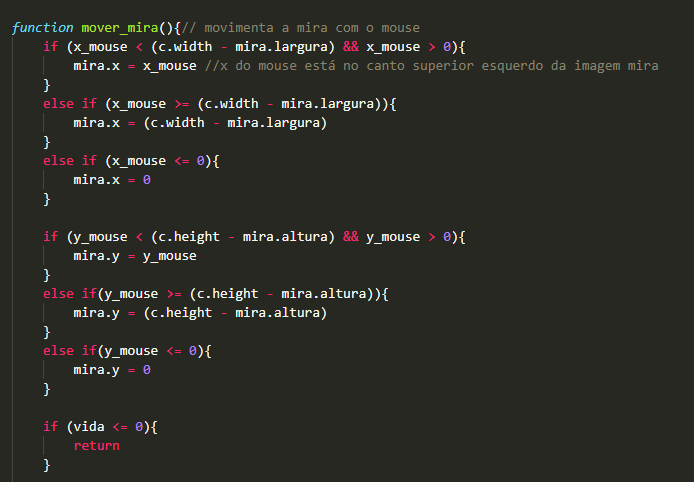 function mover_mira(){// movimenta a mira com o mouse
    if (x_mouse < (c.width - mira.largura) && x_mouse > 0){
        mira.x = x_mouse //x do mouse está no canto superior esquerdo da imagem mira
    }
    else if (x_mouse >= (c.width - mira.largura)){
        mira.x = (c.width - mira.largura)
    }
    else if (x_mouse <= 0){
        mira.x = 0
    }

    if (y_mouse < (c.height - mira.altura) && y_mouse > 0){
        mira.y = y_mouse
    }
    else if(y_mouse >= (c.height - mira.altura)){
        mira.y = (c.height - mira.altura)
    }
    else if(y_mouse <= 0){
        mira.y = 0
    }

    if (vida <= 0){
        return
    }